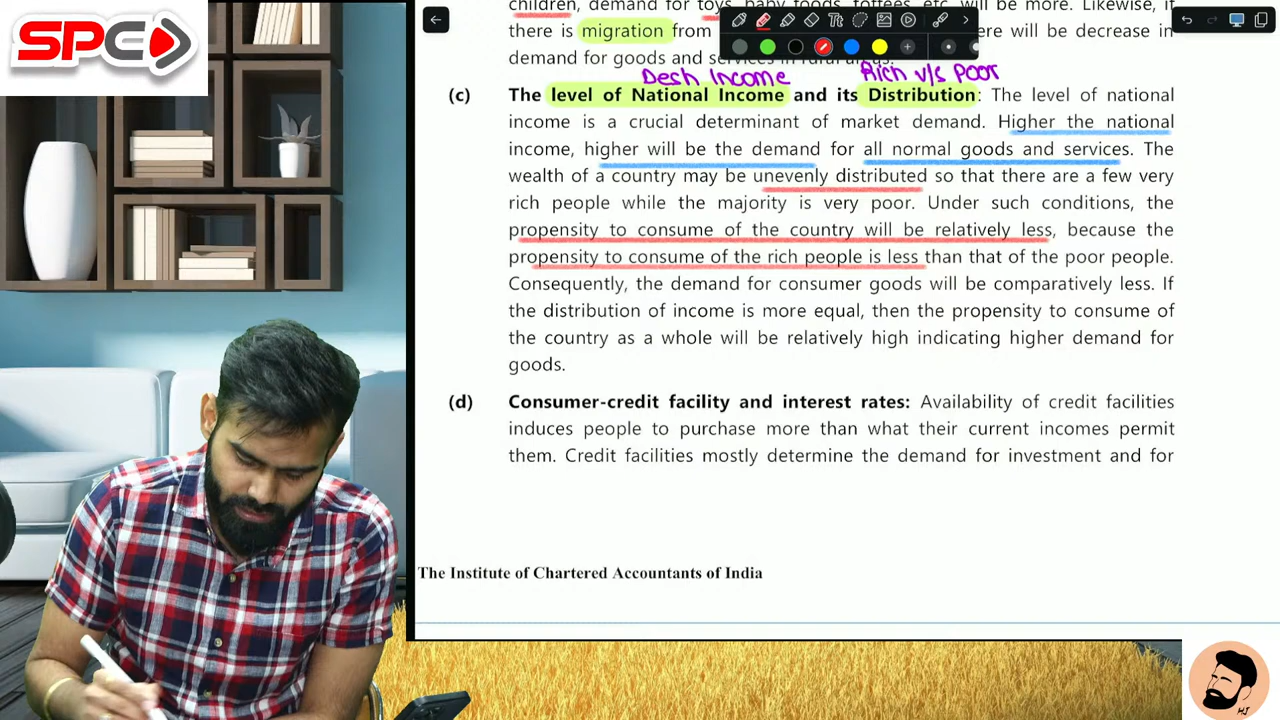 SPC
children, demand for toys, baby foods, toffees, etc. will be more. Likewise, if
there is migration from ere will be decrease in
demand for goods and services in rural areas.
Desh Income Rich v/s Poor
(c) The level of National Income and its Distribution: The level of national
income is a crucial determinant of market demand. Higher the national
income, higher will be the demand for all normal goods and services. The
wealth of a country may be unevenly distributed so that there are a few very
rich people while the majority is very poor. Under such conditions, the
propensity to consume of the country will be relatively less, because the
propensity to consume of the rich people is less than that of the poor people.
Consequently, the demand for consumer goods will be comparatively less. If
the distribution of income is more equal, then the propensity to consume of
the country as a whole will be relatively high indicating higher demand for
goods.
(d) Consumer-credit facility and interest rates: Availability of credit facilities
induces people to purchase more than what their current incomes permit
them. Credit facilities mostly determine the demand for investment and for
The Institute of Chartered Accountants of India
HJ